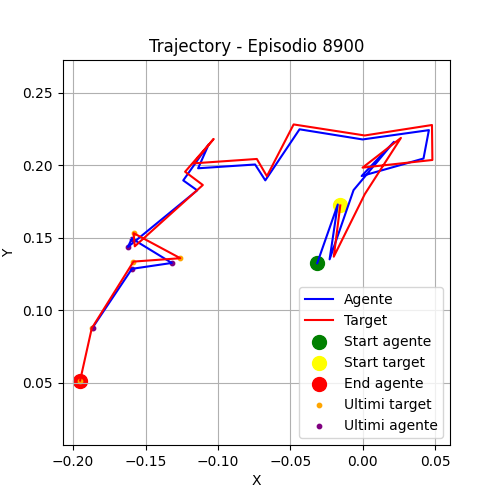 Trajectory - Episodio 8900
Y
0.25
0.20
0.15
0.10
0.05
−0.20
−0.15
−0.10
−0.05
0.00
0.05
X
Agente
Target
Start agente
Start target
End agente
Ultimi target
Ultimi agente